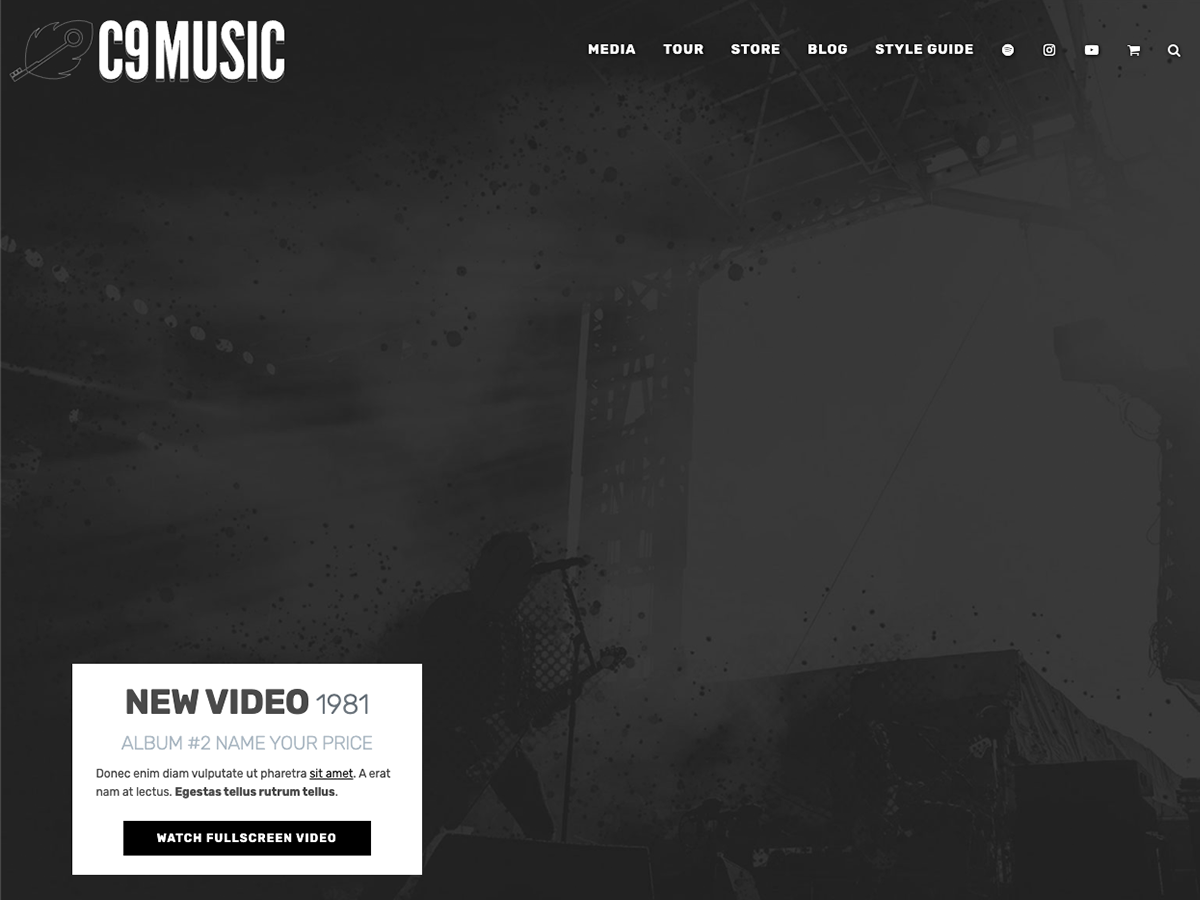 C9 MUSIC
MEDIA TOUR STORE BLOG STYLE GUIDE
NEW VIDEO 1981
ALBUM #2 NAME YOUR PRICE
Donec enim diam vulputate ut pharetra sit amet. A erat
nam at lectus. Egestas tellus rutrum tellus.
WATCH FULLSCREEN VIDEO